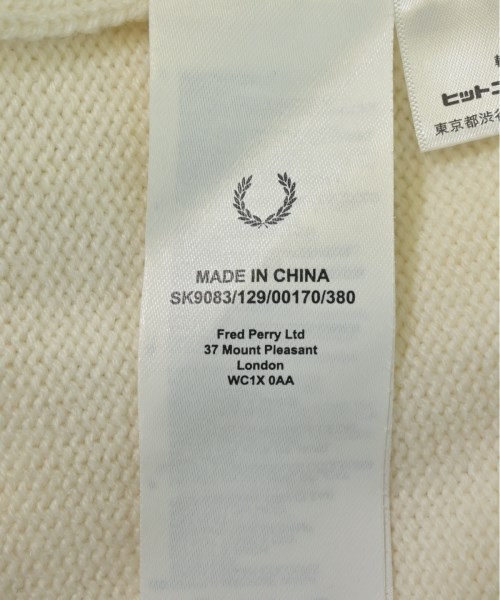 MADE IN CHINA
SK9083/129/00170/380
Fred Perry Ltd
37 Mount Pleasant
London
WC1X 0AA
ヒットユ
東京都渋谷